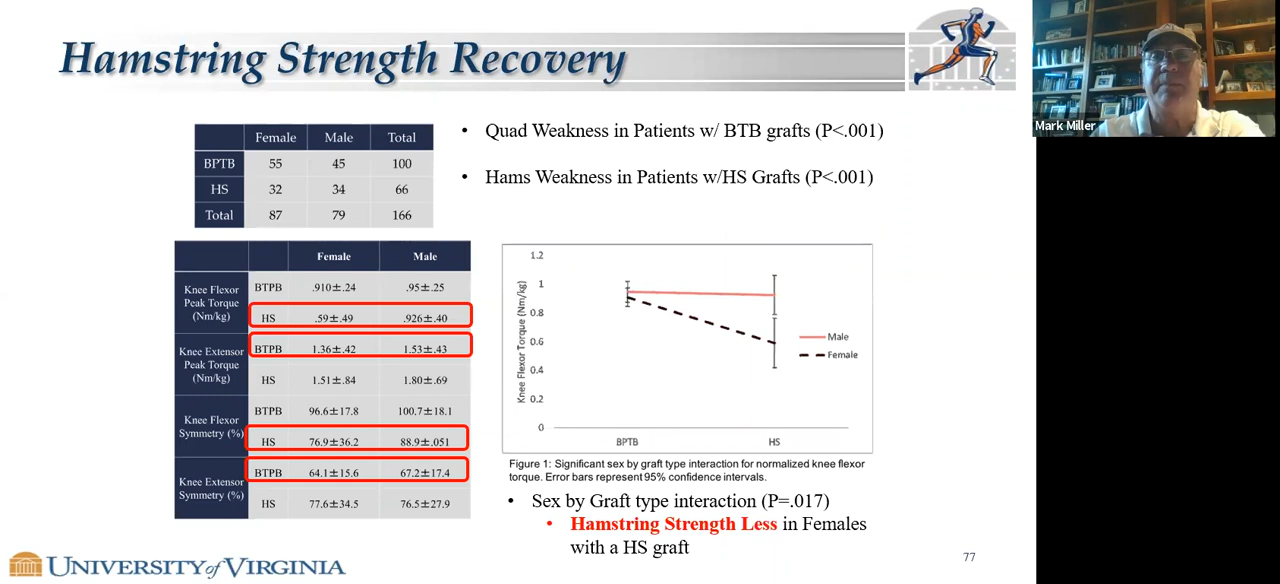 Hamstring Strength Recovery
Mark Miller
Female Male Total
BPTB 55 45 100
HS 32 34 66
Total 87 79 166
• Quad Weakness in Patients w/ BTB grafts (P<.001)
• Hams Weakness in Patients w/HS Grafts (P<.001)
Female Male
Knee Flexor
Peak Torque
(Nm/kg)
BTPB .910±.24 .95±.25
HS .59±.49 .926±.40
Knee Extensor
Peak Torque
(Nm/kg)
BTPB 1.36±.42 1.53±.43
HS 1.51±.84 1.80±.69
Knee Flexor
Symmetry (%)
BTPB 96.6±17.8 100.7±18.1
HS 76.9±36.2 88.9±.051
Knee Extensor
Symmetry (%)
BTPB 64.1±15.6 67.2±17.4
HS 77.6±34.5 76.5±27.9
Knee Flexor Torque (Nm/kg)
1.2
1
0.8
0.6
0.4
0.2
0
BPTB HS
Male
Female
Figure 1: Significant sex by graft type interaction for normalized knee flexor
torque. Error bars represent 95% confidence intervals.
• Sex by Graft type interaction (P=.017)
• Hamstring Strength Less in Females
with a HS graft
UNIVERSITY of VIRGINIA
77